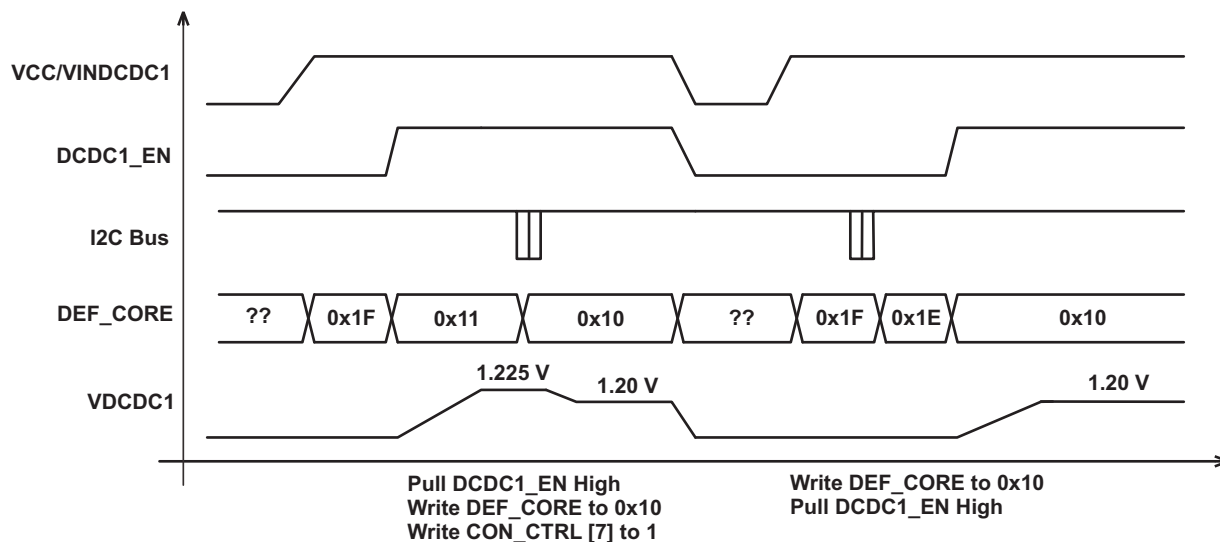 VCC/VINDCDC1
DCDC1_EN
I2C Bus
DEF_CORE
?? 0x1F 0x11 0x10 ?? 0x1F 0x1E 0x10
1.225 V
1.20 V
1.20 V
VDCDC1
Pull DCDC1_EN High
Write DEF_CORE to 0x10
Write CON_CTRL [7] to 1
Write DEF_CORE to 0x10
Pull DCDC1_EN High